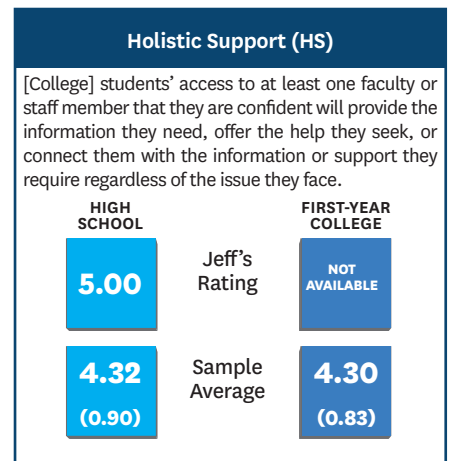 Holistic Support (HS)
[College] students’ access to at least one faculty or
staff member that they are confident will provide the
information they need, offer the help they seek, or
connect them with the information or support they
require regardless of the issue they face.
HIGH
SCHOOL
FIRST-YEAR
COLLEGE
5.00
Jeff’s
Rating
NOT
AVAILABLE
4.32
(0.90)
Sample
Average
4.30
(0.83)